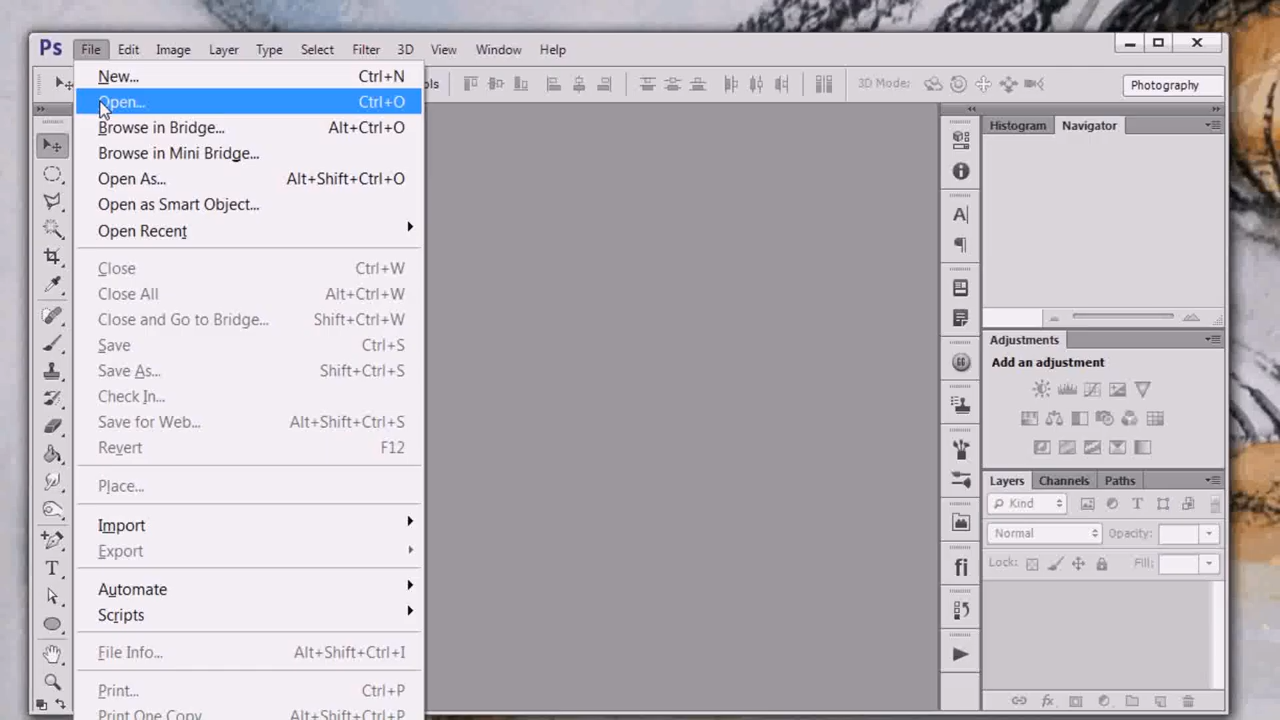 Ps File Edit Image Layer Type Select Filter 3D View Window Help
New... Ctrl+N
Open... Ctrl+O
Browse in Bridge... Alt+Ctrl+O
Browse in Mini Bridge...
Open As... Alt+Shift+Ctrl+O
Open as Smart Object...
Open Recent
Close Ctrl+W
Close All Alt+Ctrl+W
Close and Go to Bridge... Shift+Ctrl+W
Save Ctrl+S
Save As... Shift+Ctrl+S
Check In...
Save for Web... Alt+Shift+Ctrl+S
Revert F12
Place...
Import
Export
Automate
Scripts
File Info... Alt+Shift+Ctrl+I
Print... Ctrl+P
Print One Copy Alt+Shift+Ctrl+P
3D Mode:
Photography
Histogram Navigator
Adjustments
Add an adjustment
Layers Channels Paths
Kind
Normal Opacity:
Lock: Fill: